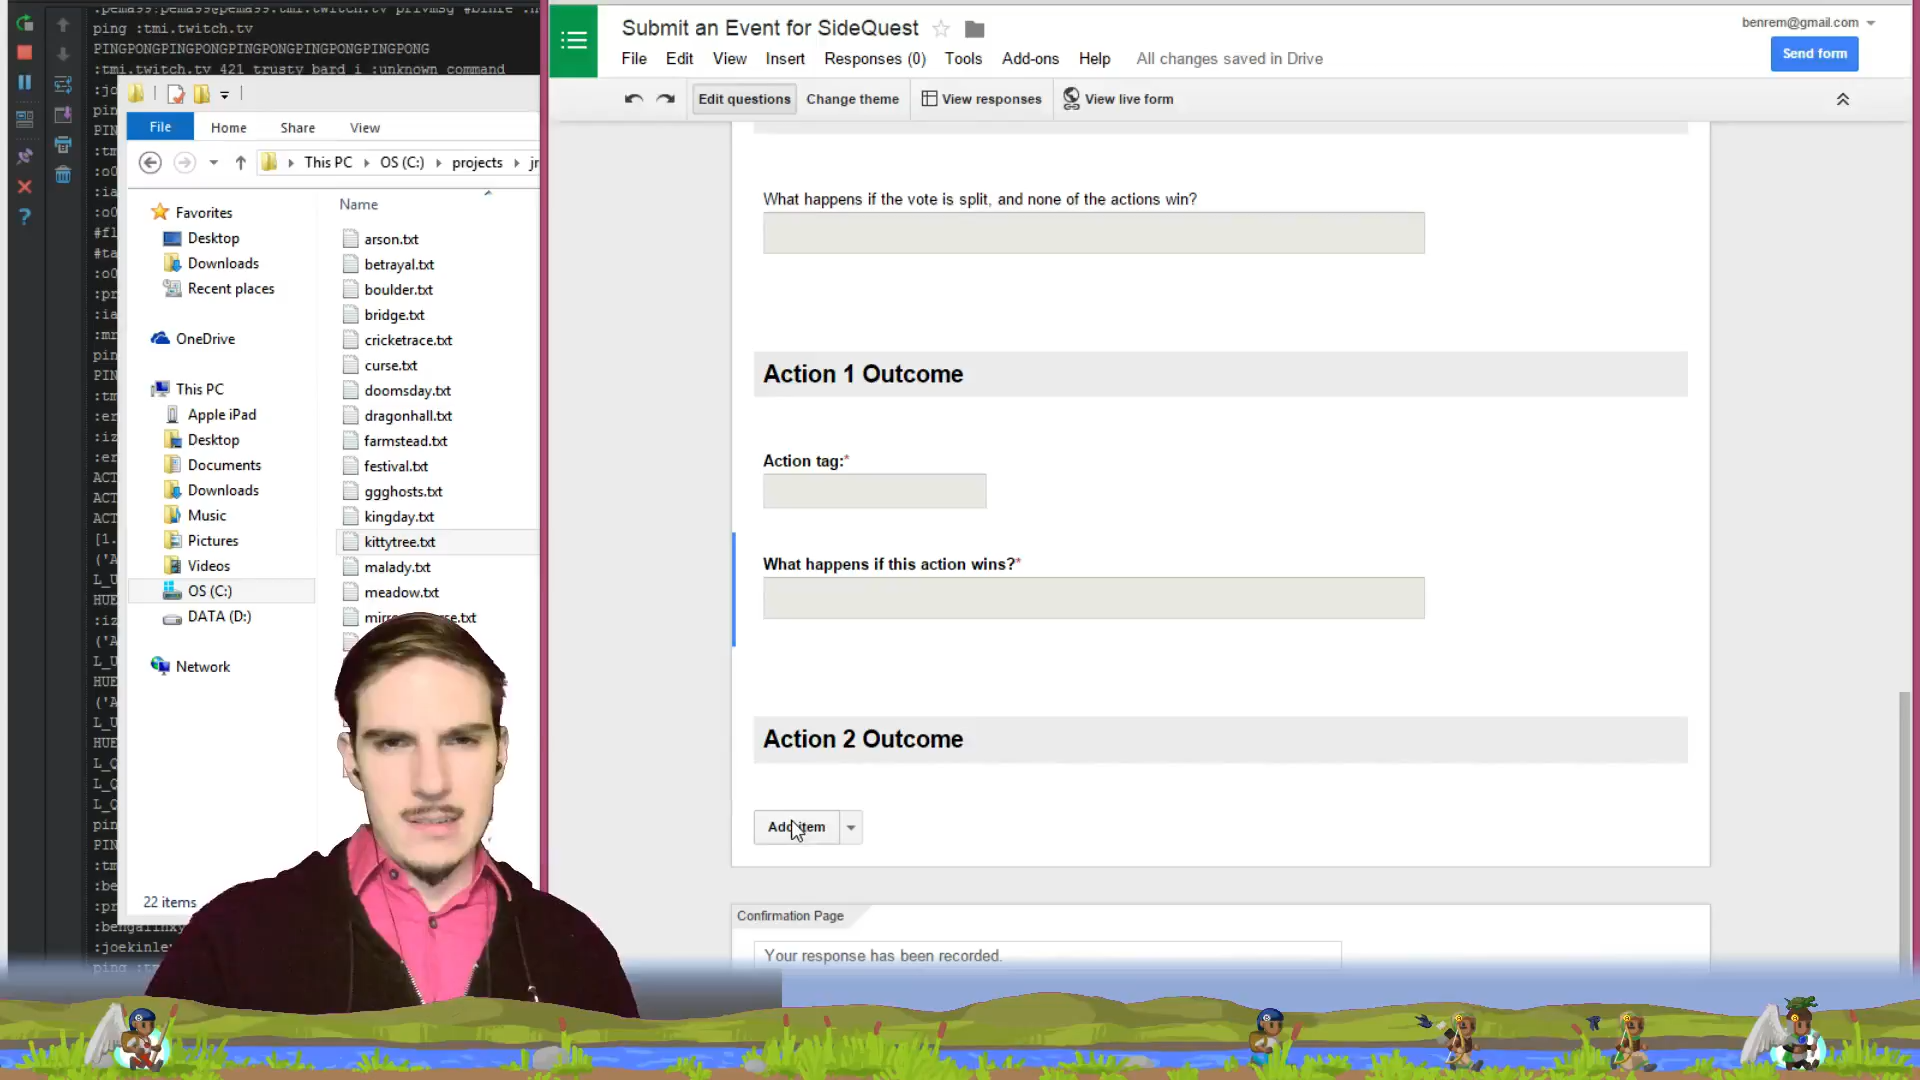 ping :tmi.twitch.tv
PINGPONGPINGPONGPINGPONGPINGPONGPINGPONG
:tmi.twitch.tv 421 trusty_bard i :unknown command
File
Home
Share
View
This PC
OS (C:)
projects
Name
Favorites
Desktop
Downloads
Recent places
OneDrive
This PC
Apple iPad
Desktop
Documents
Downloads
Music
Pictures
Videos
OS (C:)
DATA (D:)
Network
22 items
arson.txt
betrayal.txt
boulder.txt
bridge.txt
cricketrace.txt
curse.txt
doomsday.txt
dragonhall.txt
farmstead.txt
festival.txt
ggghosts.txt
kingday.txt
kittytree.txt
malady.txt
meadow.txt
Submit an Event for SideQuest
benrem@gmail.com
File Edit View Insert Responses (0) Tools Add-ons Help All changes saved in Drive
Send form
Edit questions Change theme View responses View live form
What happens if the vote is split, and none of the actions win?
Action 1 Outcome
Action tag:*
What happens if this action wins?*
Action 2 Outcome
Add item
Confirmation Page
Your response has been recorded.